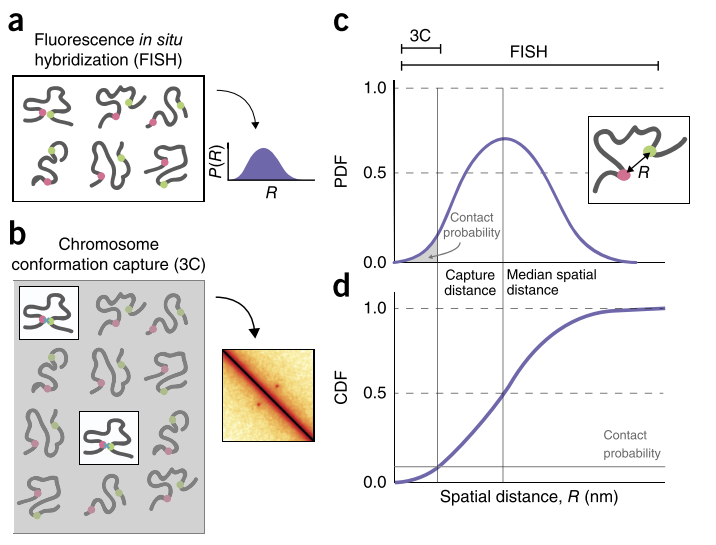 a
Fluorescence in situ
hybridization (FISH)
P(R)
R
b
Chromosome
conformation capture (3C)
c
3C
FISH
1.0
0.5
0.0
PDF
Contact
probability
R
Capture
distance
Median spatial
distance
d
1.0
0.5
0.0
CDF
Contact
probability
Spatial distance, R (nm)